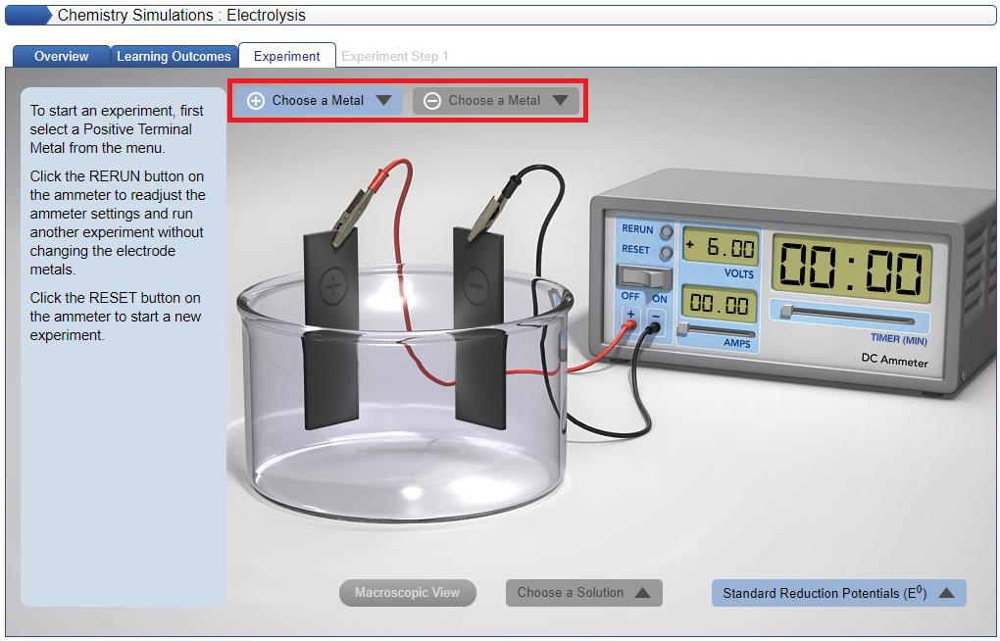 Chemistry Simulations : Electrolysis
Overview
Learning Outcomes
Experiment
Experiment Step 1
To start an experiment, first
select a Positive Terminal
Metal from the menu.
Click the RERUN button on
the ammeter to readjust the
ammeter settings and run
another experiment without
changing the electrode
metals.
Click the RESET button on
the ammeter to start a new
experiment.
+ Choose a Metal
− Choose a Metal
+
−
RERUN
RESET
OFF ON
+ −
+ 6.00
VOLTS
00.00
AMPS
00:00
TIMER (MIN)
DC Ammeter
Macroscopic View
Choose a Solution
Standard Reduction Potentials (E⁰)